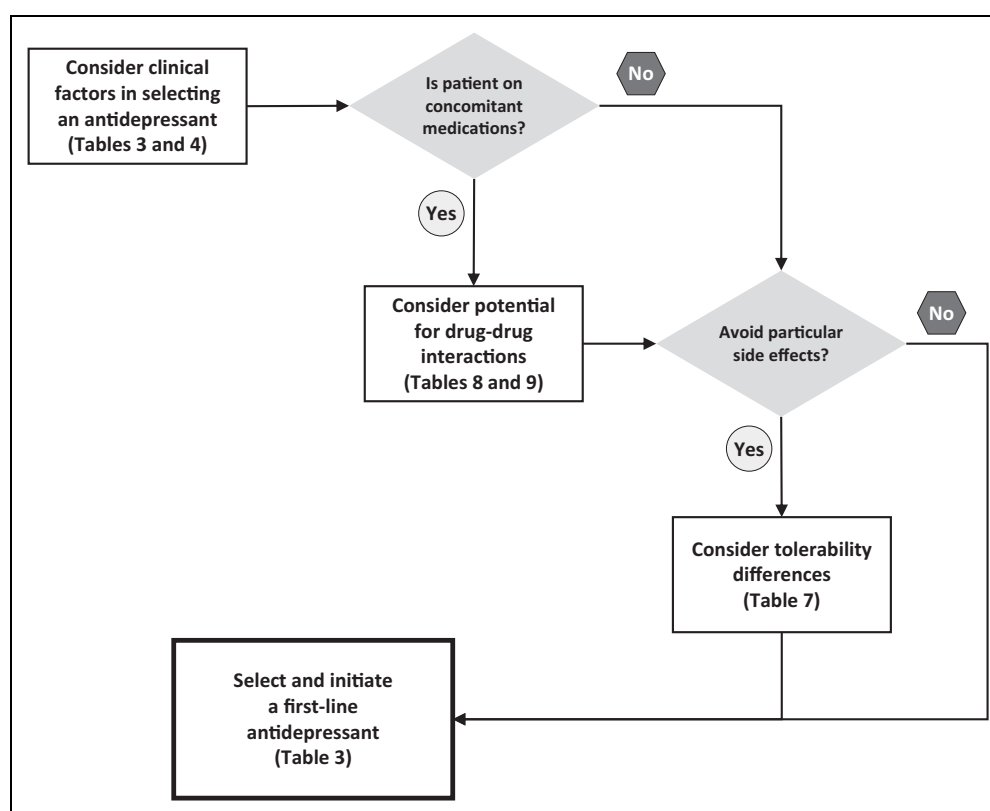 Consider clinical
factors in selecting
an antidepressant
(Tables 3 and 4)
Is patient on
concomitant
medications?
No
Yes
Consider potential
for drug-drug
interactions
(Tables 8 and 9)
Avoid particular
side effects?
No
Yes
Consider tolerability
differences
(Table 7)
Select and initiate
a first-line
antidepressant
(Table 3)